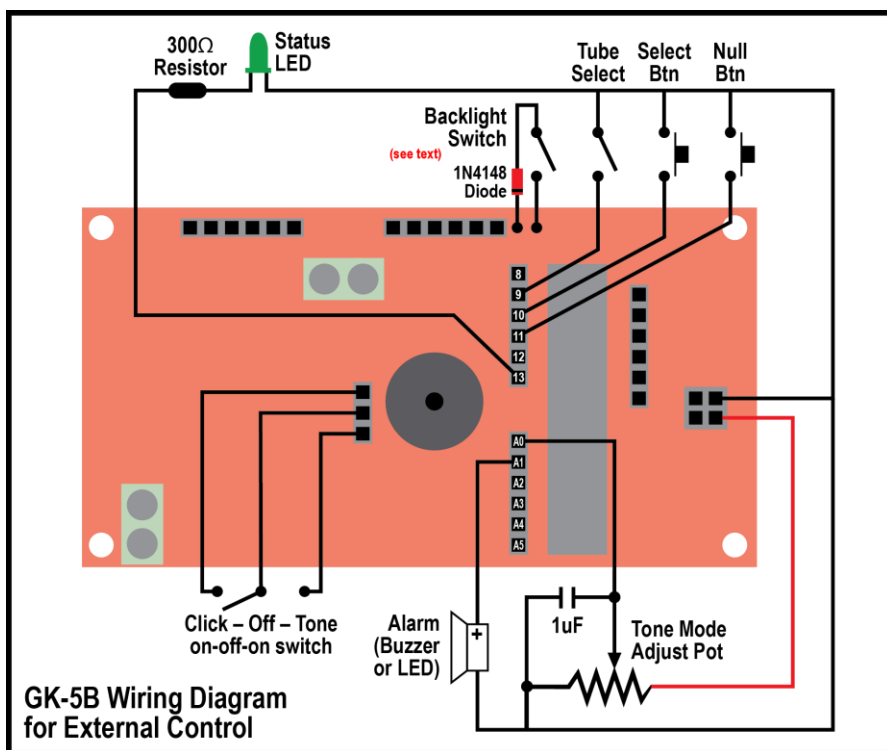 300Ω
Resistor
Status
LED
Tube
Select
Select
Btn
Null
Btn
Backlight
Switch
(see text)
1N4148
Diode
8
9
10
11
12
13
A0
A1
A2
A3
A4
A5
Click – Off – Tone
on-off-on switch
Alarm
(Buzzer
or LED)
+
1uF
Tone Mode
Adjust Pot
GK-5B Wiring Diagram
for External Control